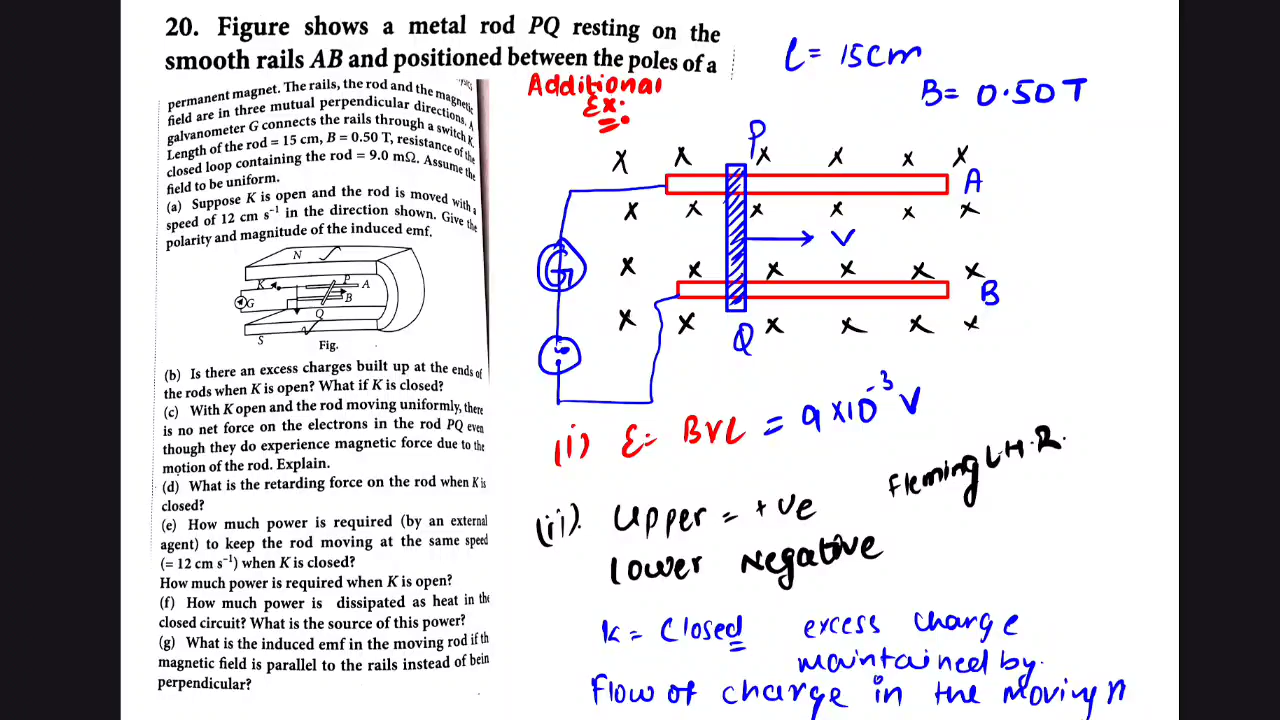 20. Figure shows a metal rod PQ resting on the
smooth rails AB and positioned between the poles of a
permanent magnet. The rails, the rod and the magnetic
field are in three mutual perpendicular directions. A
galvanometer G connects the rails through a switch K.
Length of the rod = 15 cm, B = 0.50 T, resistance of the
closed loop containing the rod = 9.0 mΩ. Assume the
field to be uniform.
(a) Suppose K is open and the rod is moved with a
speed of 12 cm s⁻¹ in the direction shown. Give the
polarity and magnitude of the induced emf.
N
K
P
A
G
B
Q
S
Fig.
(b) Is there an excess charges built up at the ends of
the rods when K is open? What if K is closed?
(c) With K open and the rod moving uniformly, there
is no net force on the electrons in the rod PQ even
though they do experience magnetic force due to the
motion of the rod. Explain.
(d) What is the retarding force on the rod when K is
closed?
(e) How much power is required (by an external
agent) to keep the rod moving at the same speed
(= 12 cm s⁻¹) when K is closed?
How much power is required when K is open?
(f) How much power is dissipated as heat in the
closed circuit? What is the source of this power?
(g) What is the induced emf in the moving rod if th
magnetic field is parallel to the rails instead of bein
perpendicular?
l = 15cm
B = 0.50 T
Additional
Ex:
P
x x x x x x
A
x x x x x x
G
V
x x x x x x
B
x x x x x x
Q
(i) ε = BVL = 9 x10⁻³ V
Fleming L.H.R.
(ii). Upper = +ve
lower Negative
k = Closed excess charge
maintained by.
Flow of charge in the moving